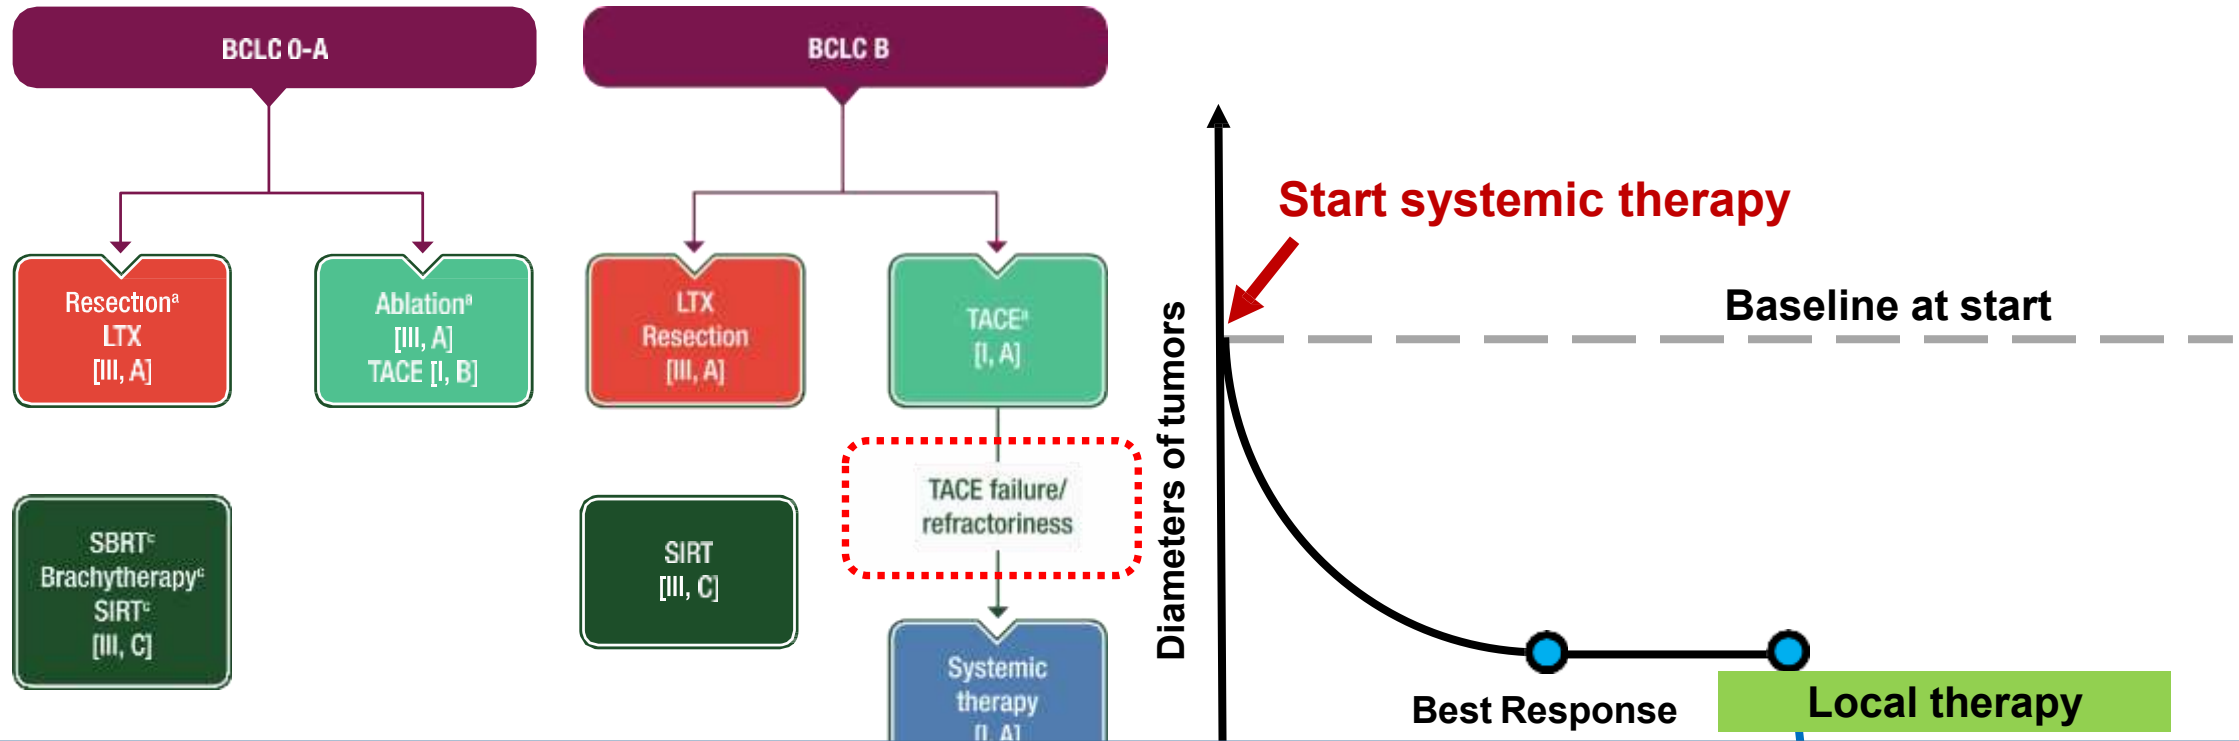 BCLC 0-A
Resectionᵃ
LTX
[III, A]
Ablationᵃ
[III, A]
TACE [I, B]
SBRTᶜ
Brachytherapyᶜ
SIRTᶜ
[III, C]
BCLC B
LTX
Resection
[III, A]
TACEᵃ
[I, A]
SIRT
[III, C]
TACE failure/
refractoriness
Systemic
therapy
[I, A]
Diameters of tumors
Start systemic therapy
Baseline at start
Best Response
Local therapy